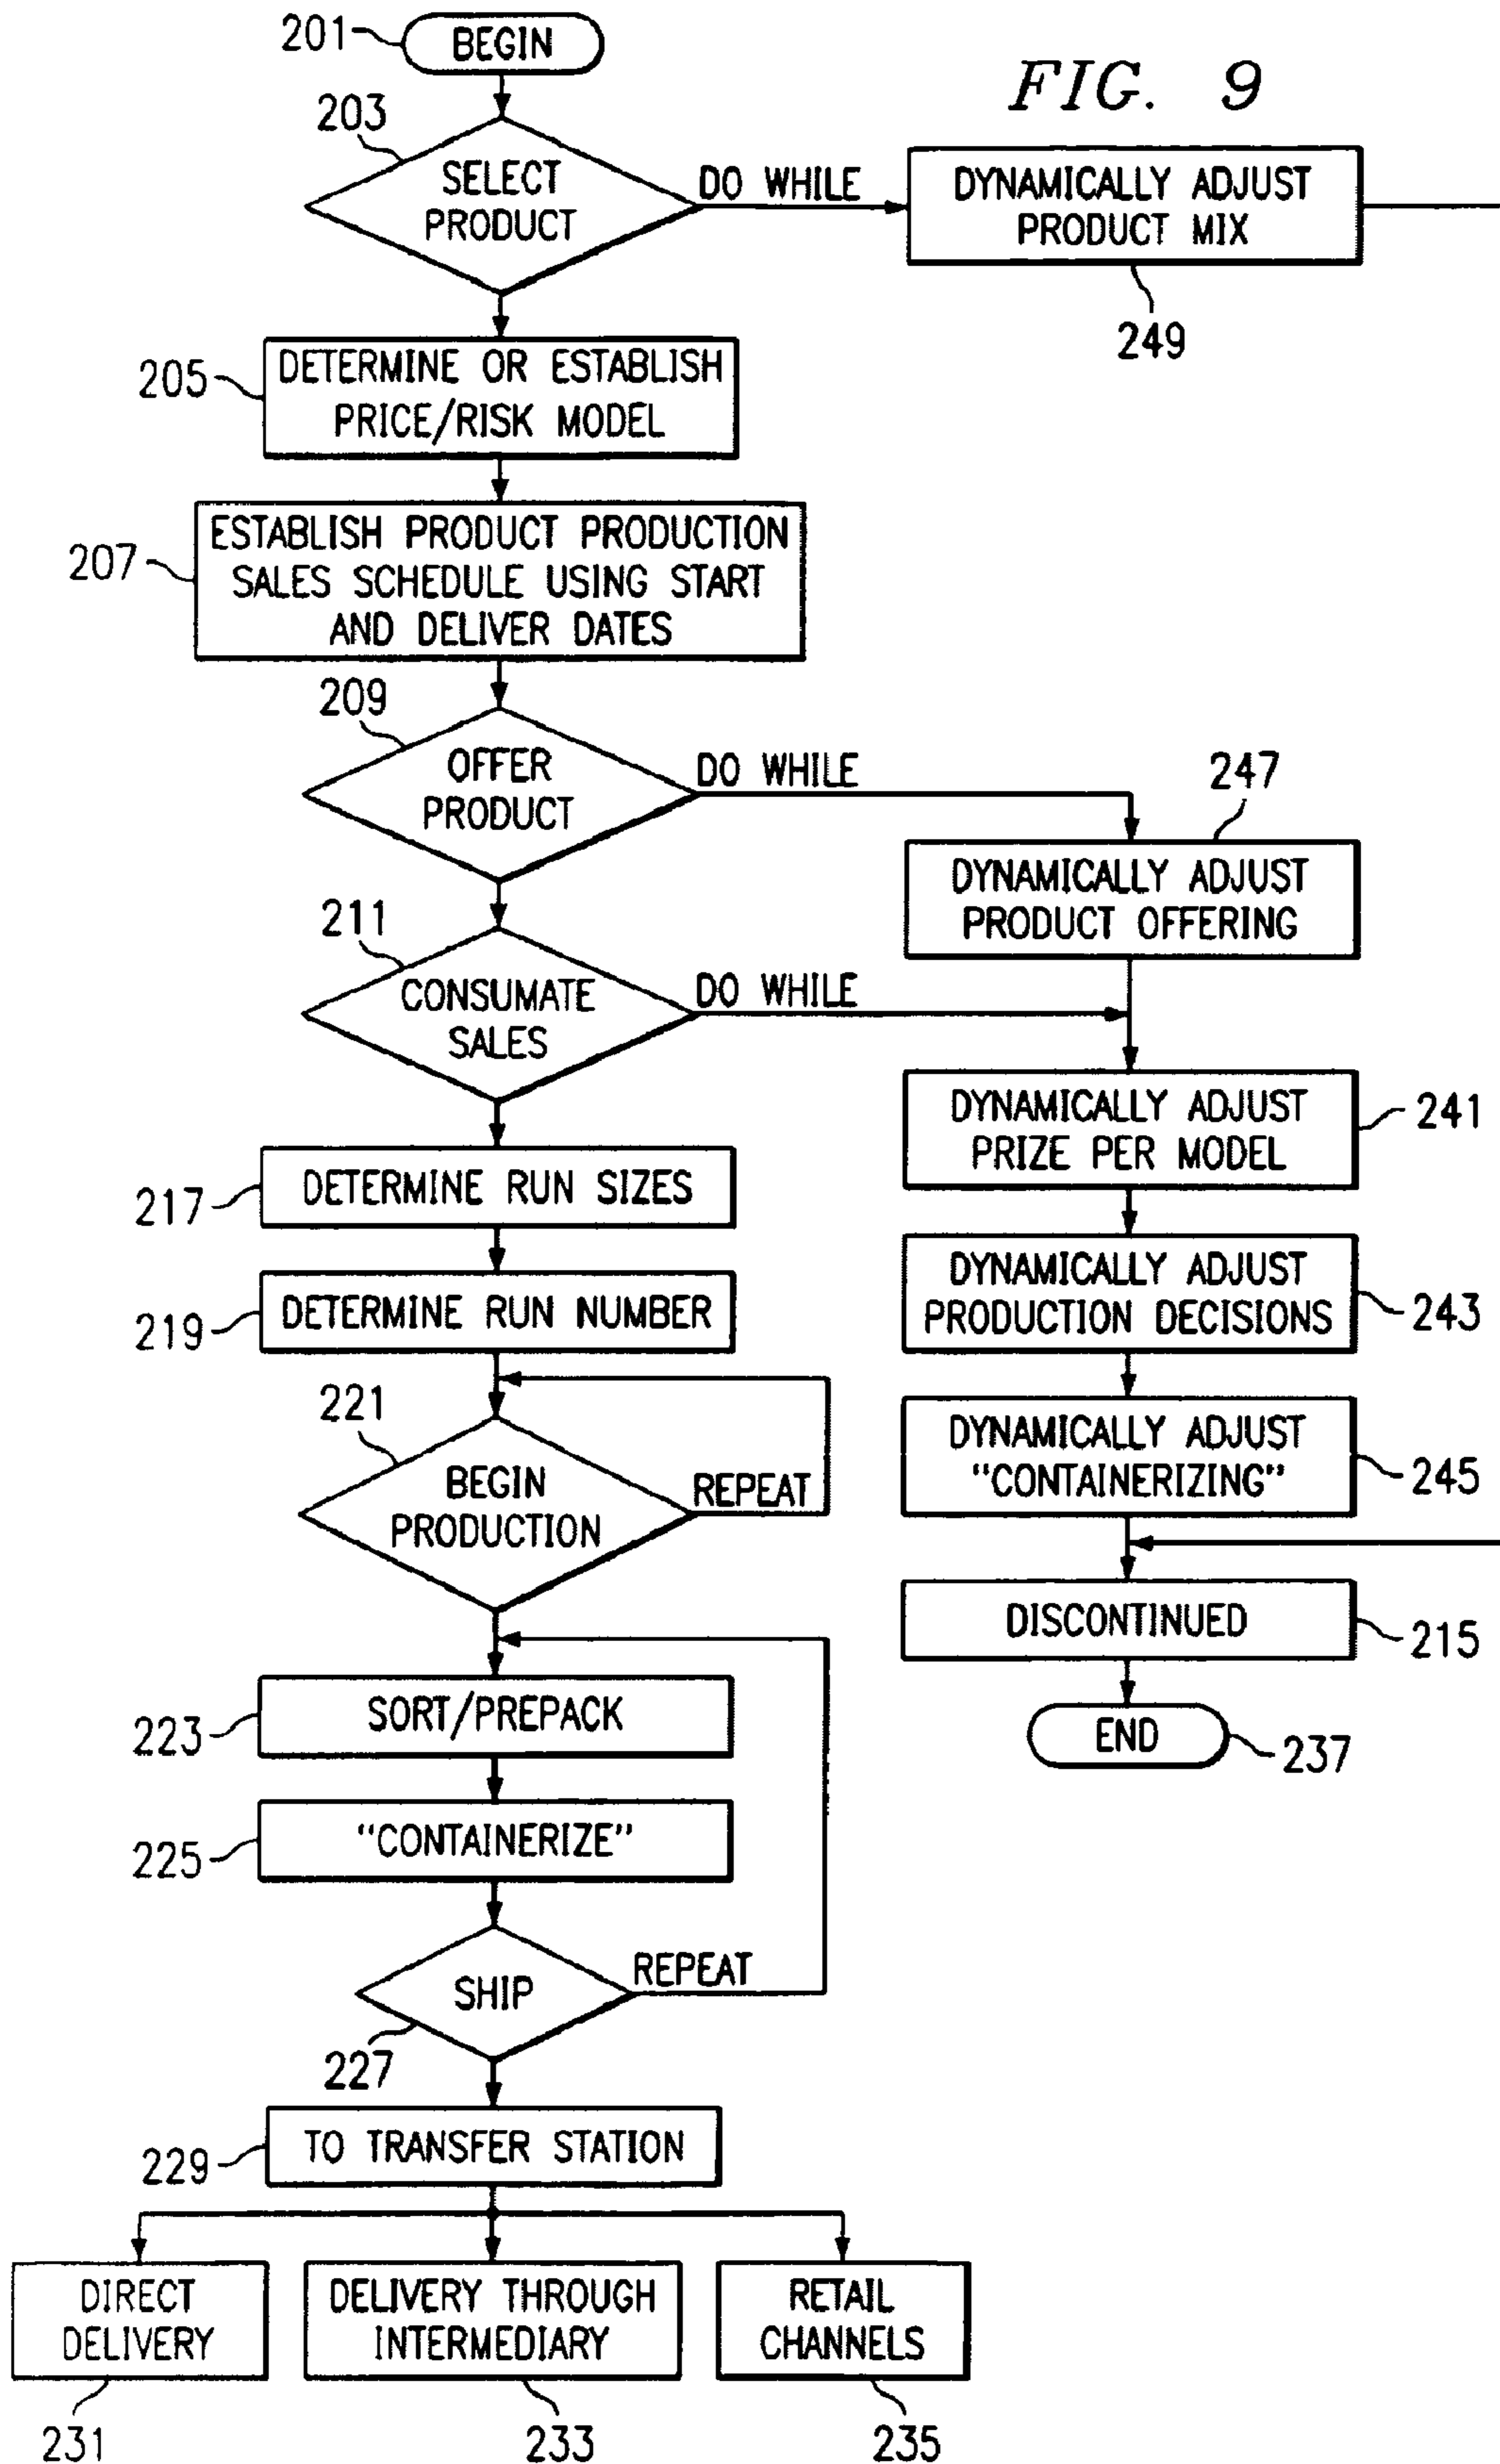 FIG. 9
201
BEGIN
203
SELECT
PRODUCT
DO WHILE
DYNAMICALLY ADJUST
PRODUCT MIX
249
205
DETERMINE OR ESTABLISH
PRICE/RISK MODEL
207
ESTABLISH PRODUCT PRODUCTION
SALES SCHEDULE USING START
AND DELIVER DATES
209
OFFER
PRODUCT
DO WHILE
247
DYNAMICALLY ADJUST
PRODUCT OFFERING
211
CONSUMATE
SALES
DO WHILE
DYNAMICALLY ADJUST
PRIZE PER MODEL
241
217
DETERMINE RUN SIZES
DYNAMICALLY ADJUST
PRODUCTION DECISIONS
243
219
DETERMINE RUN NUMBER
221
BEGIN
PRODUCTION
REPEAT
DYNAMICALLY ADJUST
"CONTAINERIZING"
245
DISCONTINUED
215
223
SORT/PREPACK
END
237
225
"CONTAINERIZE"
SHIP
REPEAT
227
229
TO TRANSFER STATION
DIRECT
DELIVERY
231
DELIVERY THROUGH
INTERMEDIARY
233
RETAIL
CHANNELS
235